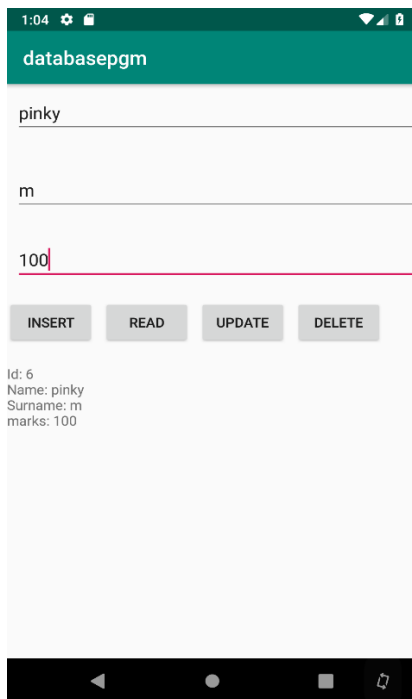 1:04
databasepgm
pinky
m
100
INSERT READ UPDATE DELETE
Id: 6
Name: pinky
Surname: m
marks: 100